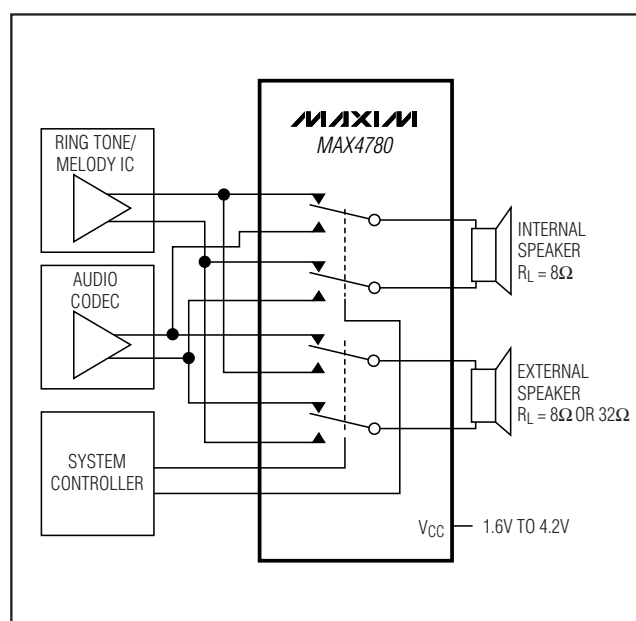 MAXIM
MAX4780
RING TONE/
MELODY IC
AUDIO
CODEC
SYSTEM
CONTROLLER
INTERNAL
SPEAKER
RL = 8Ω
EXTERNAL
SPEAKER
RL = 8Ω OR 32Ω
VCC
1.6V TO 4.2V